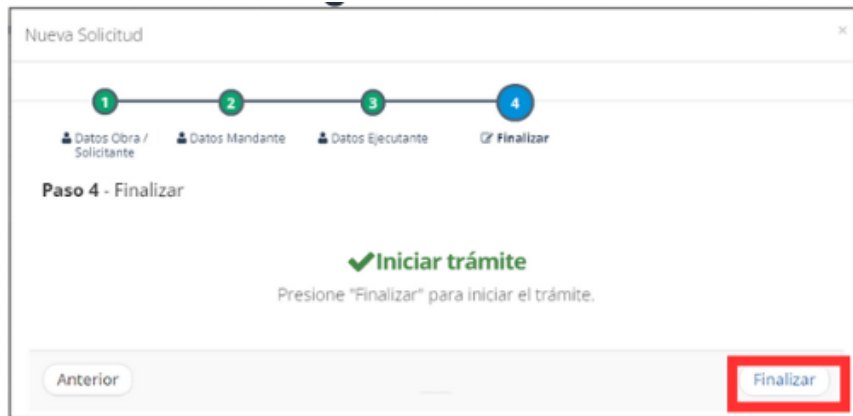 Nueva Solicitud ×
1 2 3 4
Datos Obra / Solicitante
Datos Mandante
Datos Ejecutante
Finalizar
Paso 4 - Finalizar
Iniciar trámite
Presione "Finalizar" para iniciar el trámite.
Anterior Finalizar